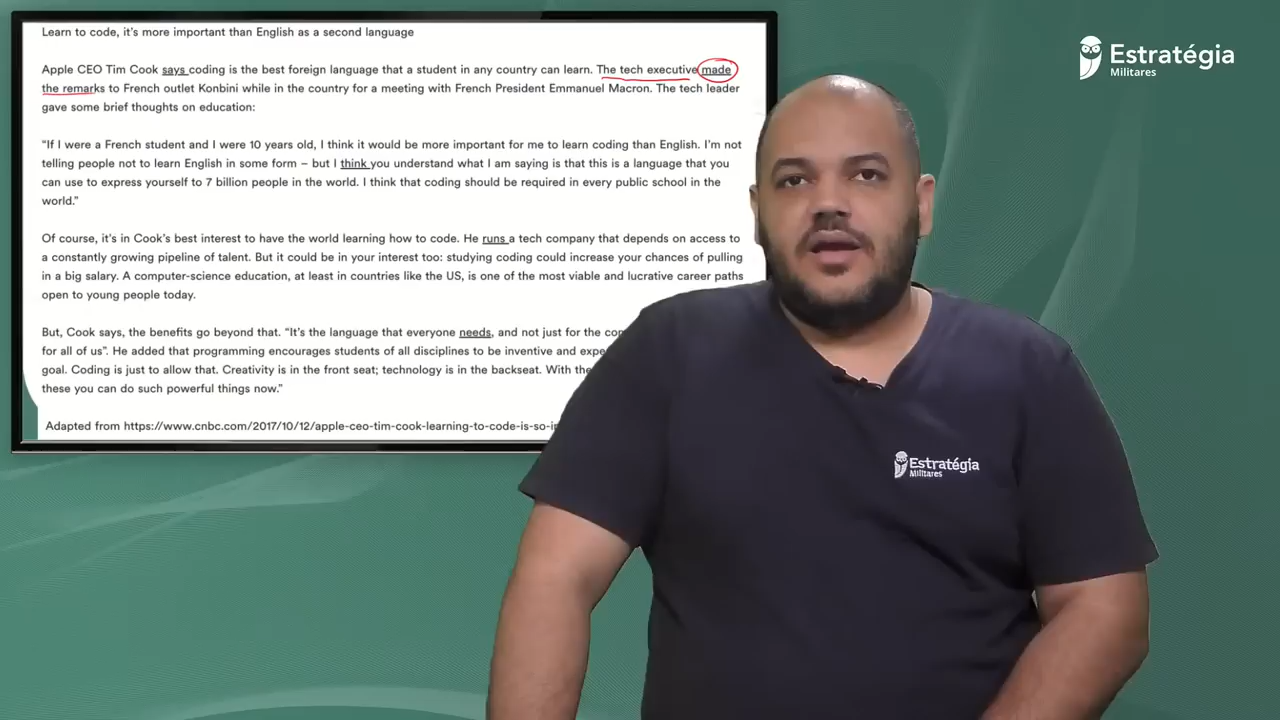 Learn to code, it's more important than English as a second language
Apple CEO Tim Cook says coding is the best foreign language that a student in any country can learn. The tech executive made
the remarks to French outlet Konbini while in the country for a meeting with French President Emmanuel Macron. The tech leader
gave some brief thoughts on education:
“If I were a French student and I were 10 years old, I think it would be more important for me to learn coding than English. I'm not
telling people not to learn English in some form – but I think you understand what I am saying is that this is a language that you
can use to express yourself to 7 billion people in the world. I think that coding should be required in every public school in the
world.”
Of course, it's in Cook's best interest to have the world learning how to code. He runs a tech company that depends on access to
a constantly growing pipeline of talent. But it could be in your interest too: studying coding could increase your chances of pulling
in a big salary. A computer-science education, at least in countries like the US, is one of the most viable and lucrative career paths
open to young people today.
But, Cook says, the benefits go beyond that. “It's the language that everyone needs, and not just for the
for all of us”. He added that programming encourages students of all disciplines to be inventive and
goal. Coding is just to allow that. Creativity is in the front seat; technology is in the backseat. With the
these you can do such powerful things now.”
Adapted from https://www.cnbc.com/2017/10/12/apple-ceo-tim-cook-learning-to-code-is-so-i
Estratégia
Militares
Estratégia
Militares